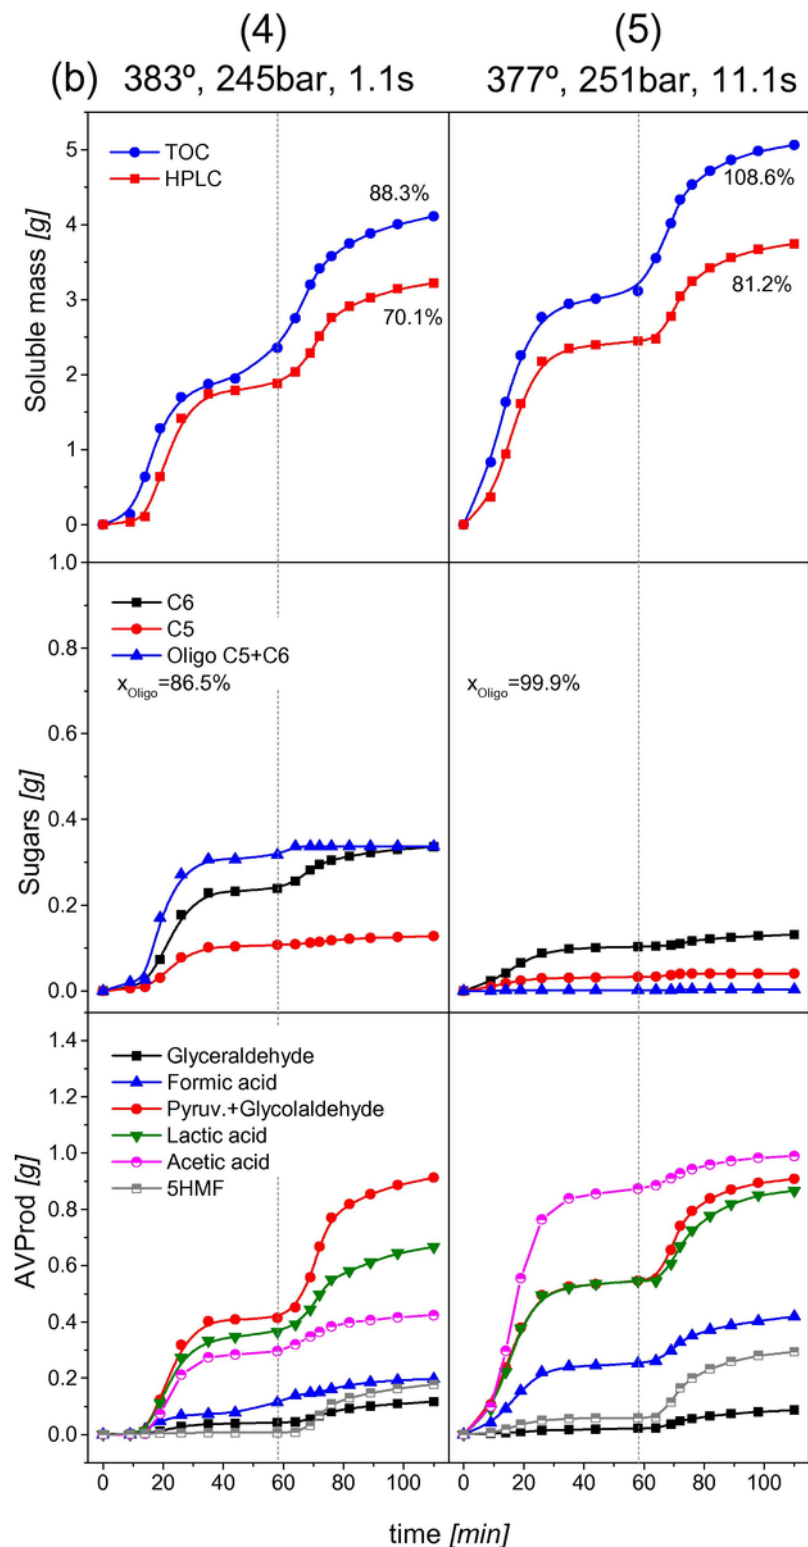 (4) (5)
(b) 383º, 245bar, 1.1s 377º, 251bar, 11.1s
Soluble mass [g]
5
4
3
2
1
0
TOC
HPLC
88.3%
70.1%
108.6%
81.2%
Sugars [g]
1.0
0.8
0.6
0.4
0.2
0.0
C6
C5
Oligo C5+C6
xOligo=86.5%
xOligo=99.9%
AVProd [g]
1.4
1.2
1.0
0.8
0.6
0.4
0.2
0.0
Glyceraldehyde
Formic acid
Pyruv.+Glycolaldehyde
Lactic acid
Acetic acid
5HMF
0 20 40 60 80 100 0 20 40 60 80 100
time [min]